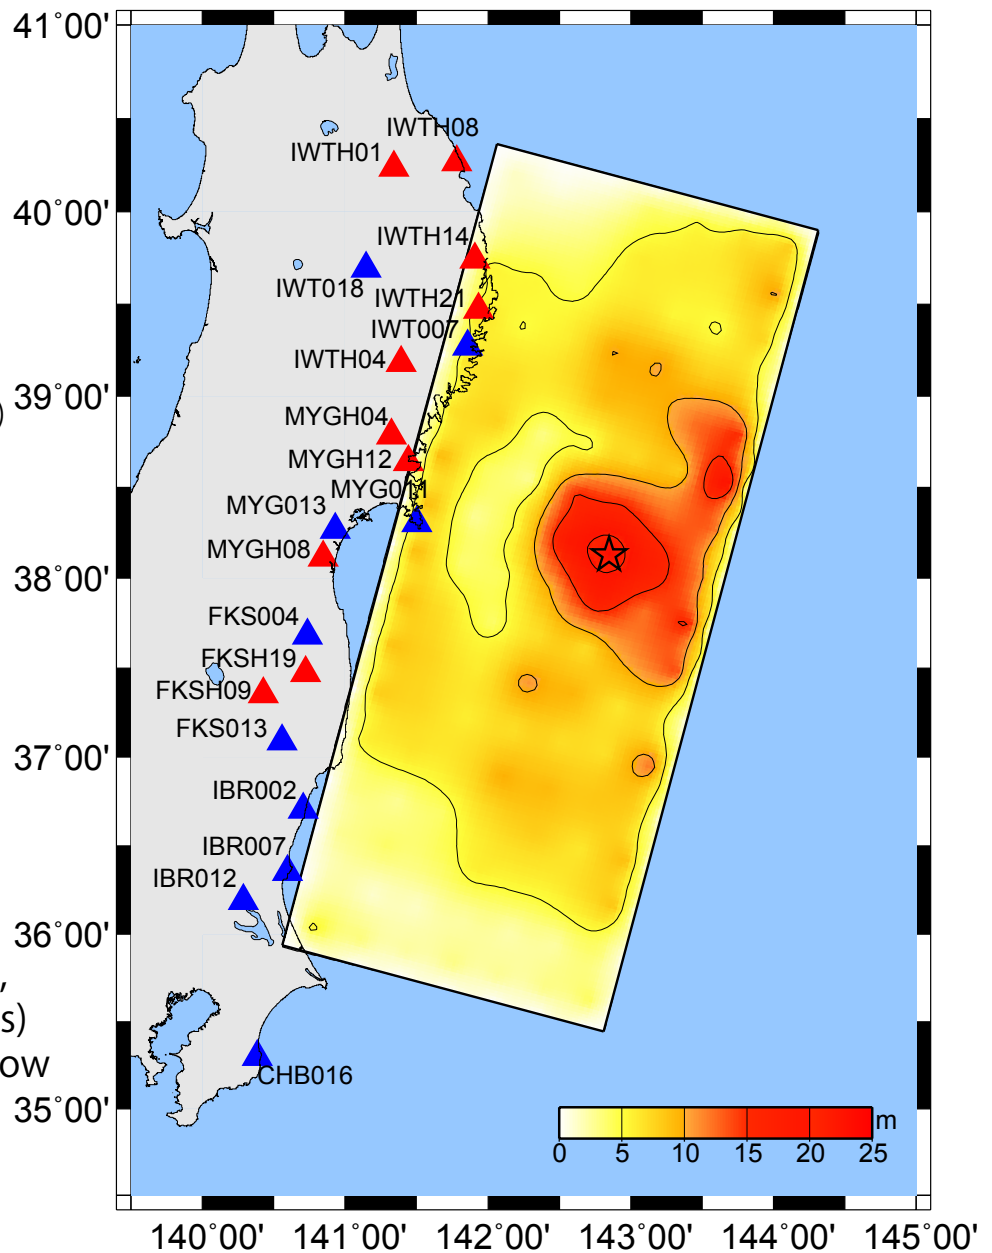 41°00'
IWTH08
IWTH01
40°00'
IWTH14
IWT018
IWTH21
IWT007
IWTH04
39°00'
)
MYGH04
MYGH12
MYG011
MYG013
MYGH08
38°00'
FKS004
FKSH19
FKSH09
FKS013
37°00'
IBR002
IBR007
IBR012
36°00'
,
s)
ow
CHB016
35°00'
m
0 5 10 15 20 25
140°00' 141°00' 142°00' 143°00' 144°00' 145°00'